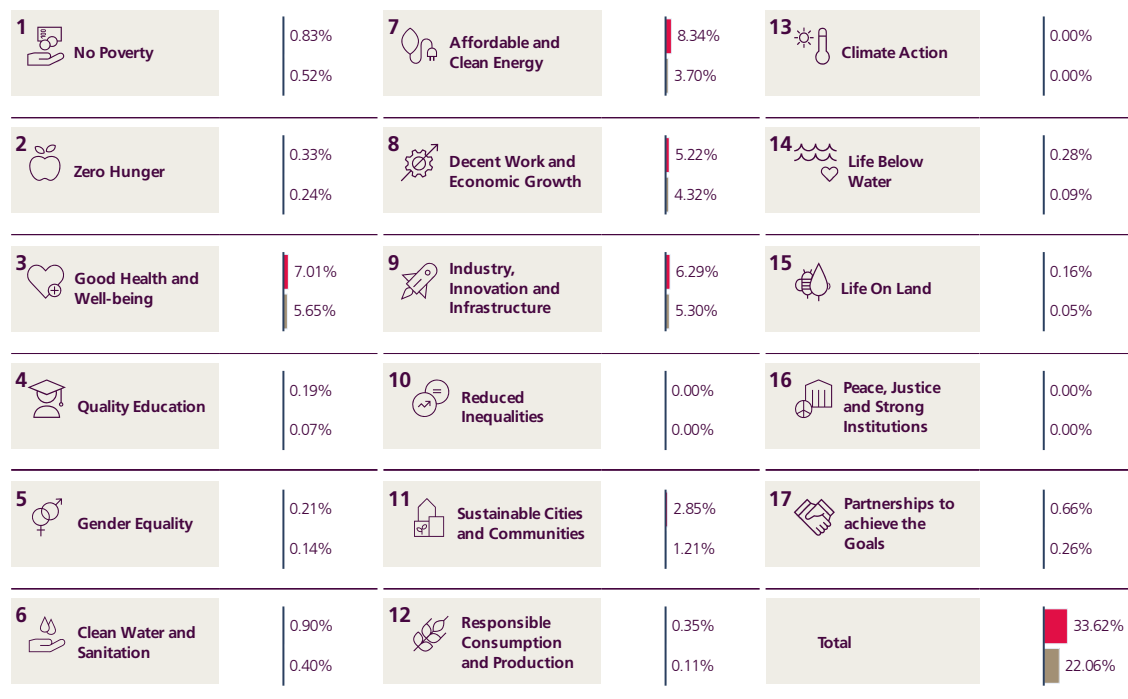 1
No Poverty
0.83%
0.52%
2
Zero Hunger
0.33%
0.24%
3
Good Health and
Well-being
7.01%
5.65%
4
Quality Education
0.19%
0.07%
5
Gender Equality
0.21%
0.14%
6
Clean Water and
Sanitation
0.90%
0.40%
7
Affordable and
Clean Energy
8.34%
3.70%
8
Decent Work and
Economic Growth
5.22%
4.32%
9
Industry,
Innovation and
Infrastructure
6.29%
5.30%
10
Reduced
Inequalities
0.00%
0.00%
11
Sustainable Cities
and Communities
2.85%
1.21%
12
Responsible
Consumption
and Production
0.35%
0.11%
13
Climate Action
0.00%
0.00%
14
Life Below
Water
0.28%
0.09%
15
Life On Land
0.16%
0.05%
16
Peace, Justice
and Strong
Institutions
0.00%
0.00%
17
Partnerships to
achieve the
Goals
0.66%
0.26%
Total
33.62%
22.06%